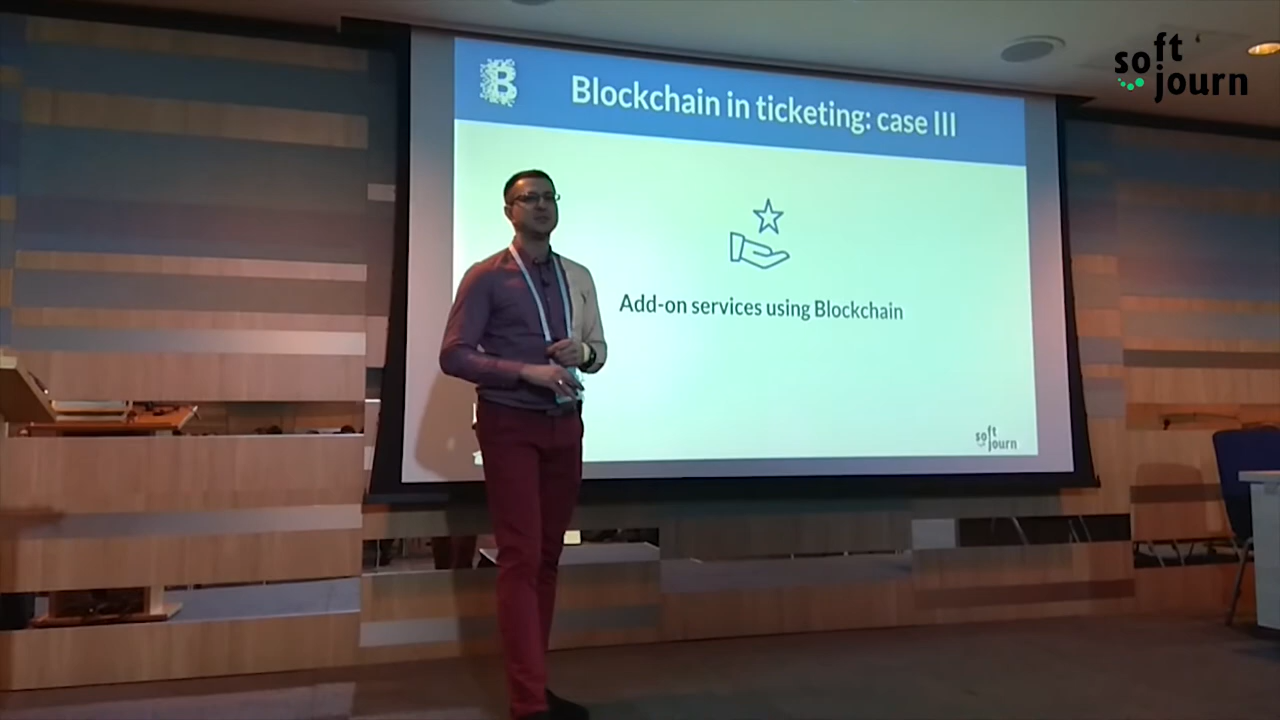 soft
journ
B
Blockchain in ticketing: case III
Add-on services using Blockchain
soft
journ